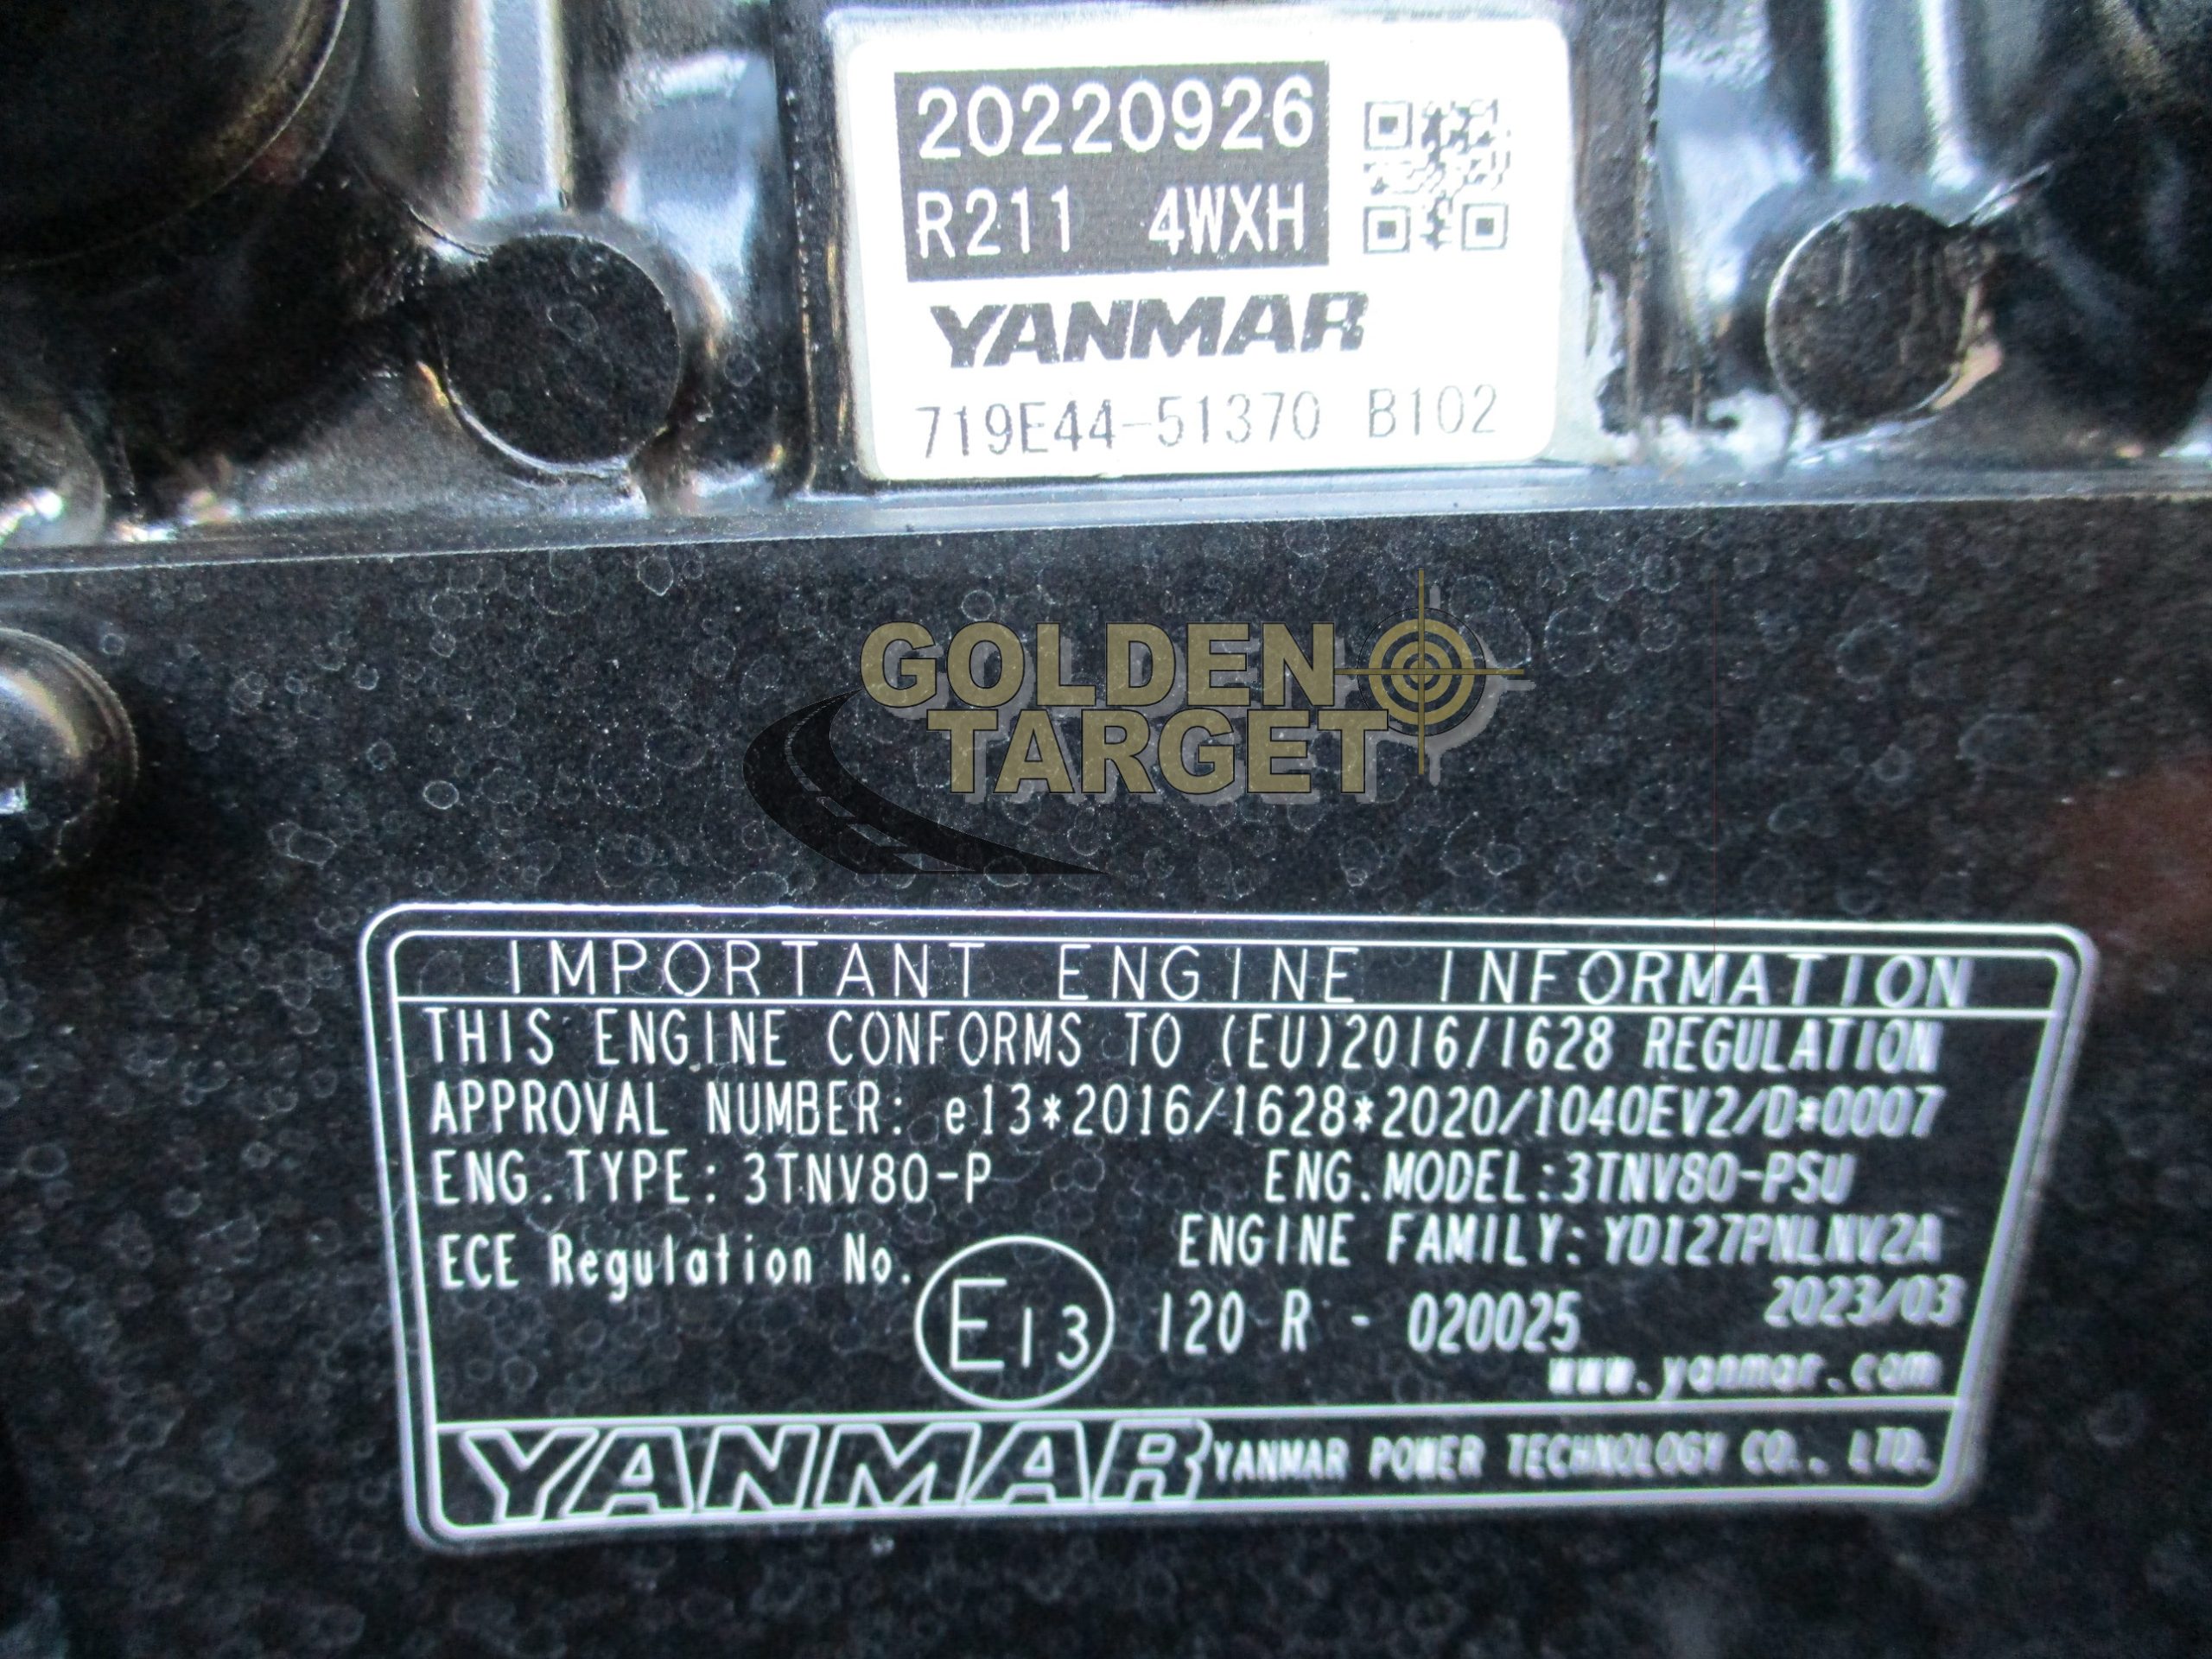 20220926
R211 4WXH
YANMAR
719E44-51370 B102
GOLDEN
TARGET
IMPORTANT ENGINE INFORMATION
THIS ENGINE CONFORMS TO (EU)2016/1628 REGULATION
APPROVAL NUMBER: e13*2016/1628*2020/1040EV2/D*0007
ENG.TYPE: 3TNV80-P ENG.MODEL:3TNV80-PSU
ENGINE FAMILY: YDI27PNLNV2A
ECE Regulation No. E13 120 R - 020025
2023/03
www.yanmar.com
YANMAR YANMAR POWER TECHNOLOGY CO., LTD.